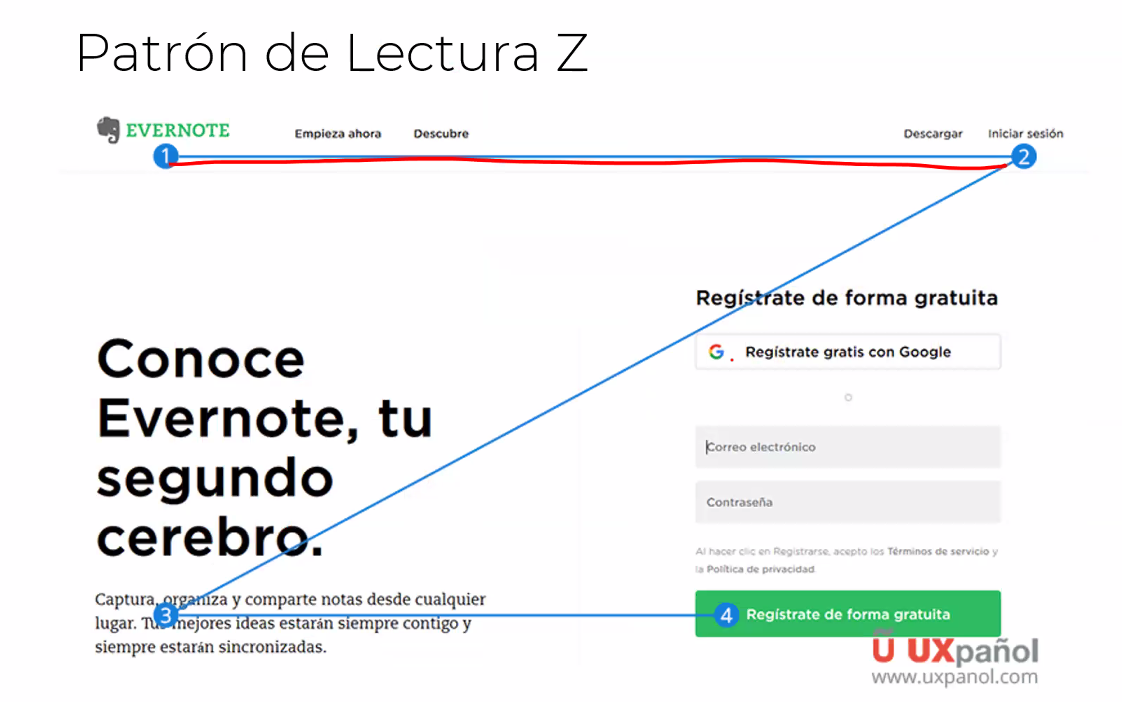 Patrón de Lectura Z
EVERNOTE Empieza ahora Descubre Descargar Iniciar sesión
1 2
Regístrate de forma gratuita
G Regístrate gratis con Google
o
Conoce
Evernote, tu
segundo
cerebro.
Correo electrónico
Contraseña
Al hacer clic en Registrarse, acepto los Términos de servicio y
la Política de privacidad.
Captura, organiza y comparte notas desde cualquier
lugar. Tus mejores ideas estarán siempre contigo y
siempre estarán sincronizadas.
3 4 Regístrate de forma gratuita
Ü UXpañol
www.uxpanol.com